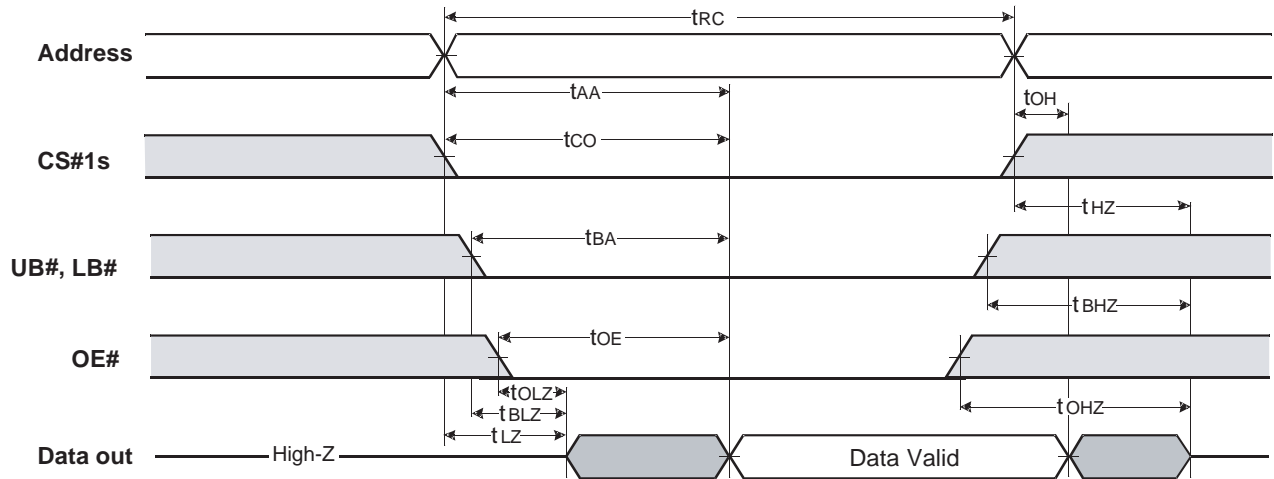 tRC
Address
tAA
tOH
tCO
CS#1s
tHZ
tBA
UB#, LB#
tBHZ
tOE
OE#
tOLZ
tOHZ
tBLZ
tLZ
Data out
High-Z
Data Valid